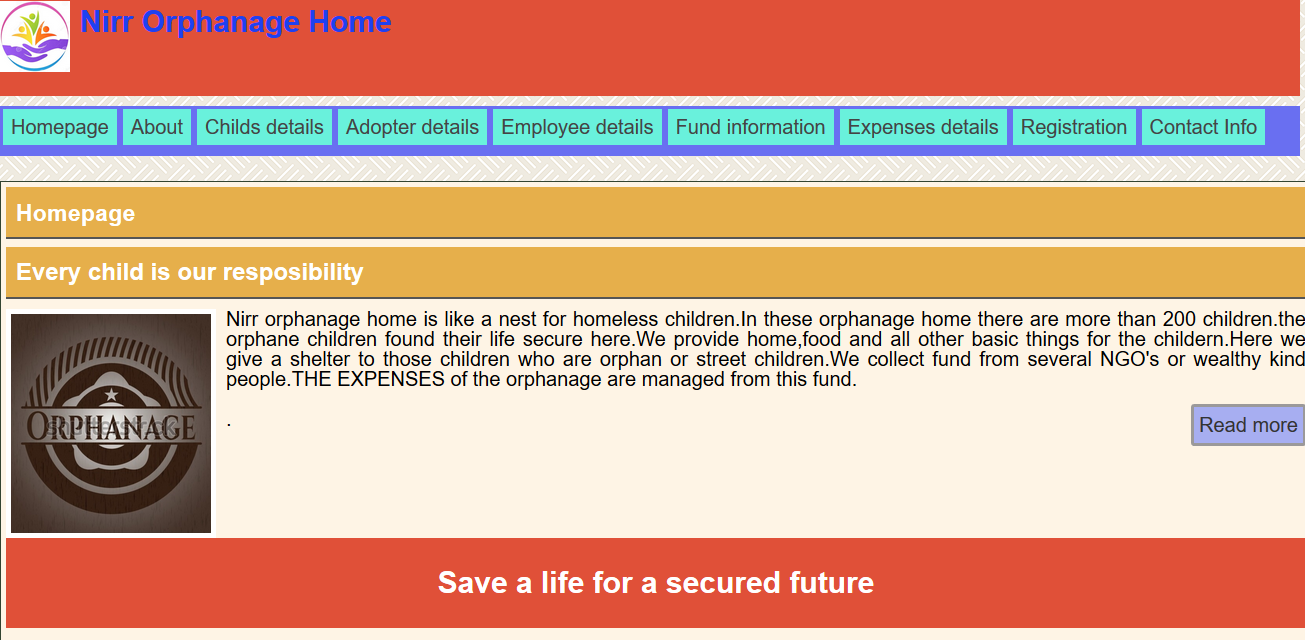 Nirr Orphanage Home
Homepage About Childs details Adopter details Employee details Fund information Expenses details Registration Contact Info
Homepage
Every child is our resposibility
Nirr orphanage home is like a nest for homeless children.In these orphanage home there are more than 200 children.the
orphane children found their life secure here.We provide home,food and all other basic things for the childern.Here we
give a shelter to those children who are orphan or street children.We collect fund from several NGO's or wealthy kind
people.THE EXPENSES of the orphanage are managed from this fund.
.
Read more
ORPHANAGE
shutterstock
Save a life for a secured future